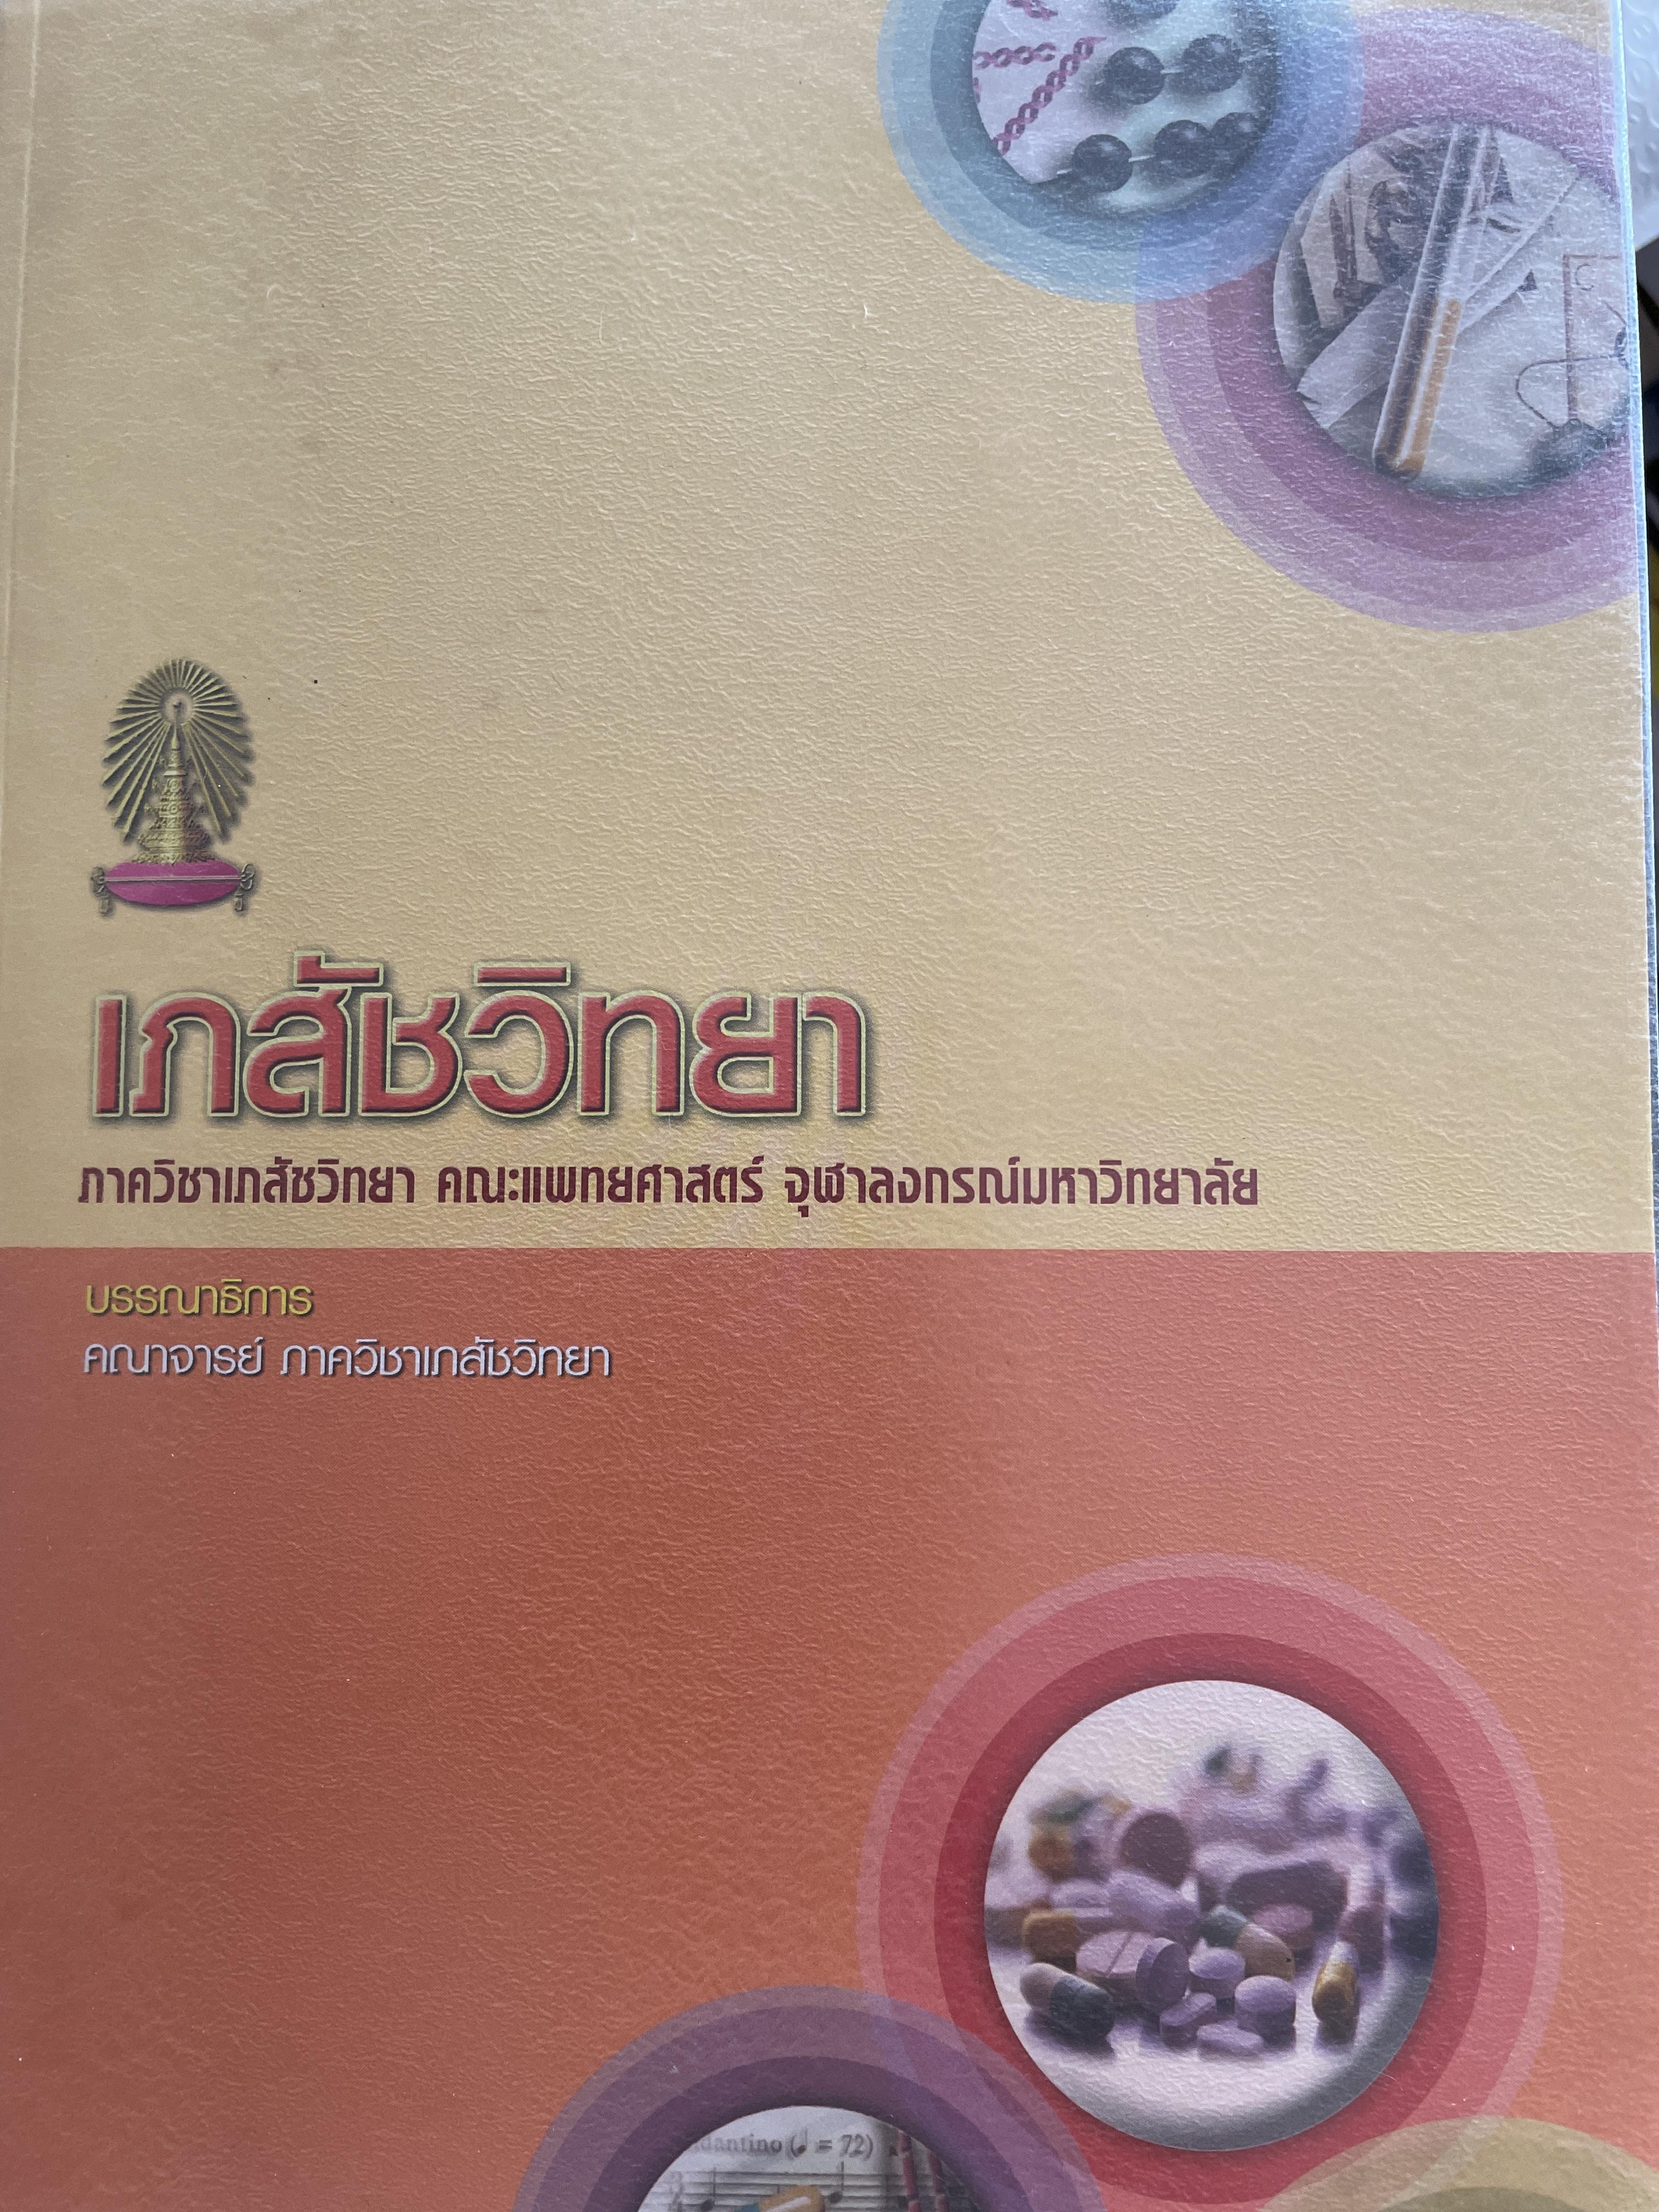 เภสัชวิทยา
ภาควิชาเภสัชวิทยา คณะแพทยศาสตร์ จุฬาลงกรณ์มหาวิทยาลัย
บรรณาธิการ
คณาจารย์ ภาควิชาเภสัชวิทยา
dantino (♩ = 72)